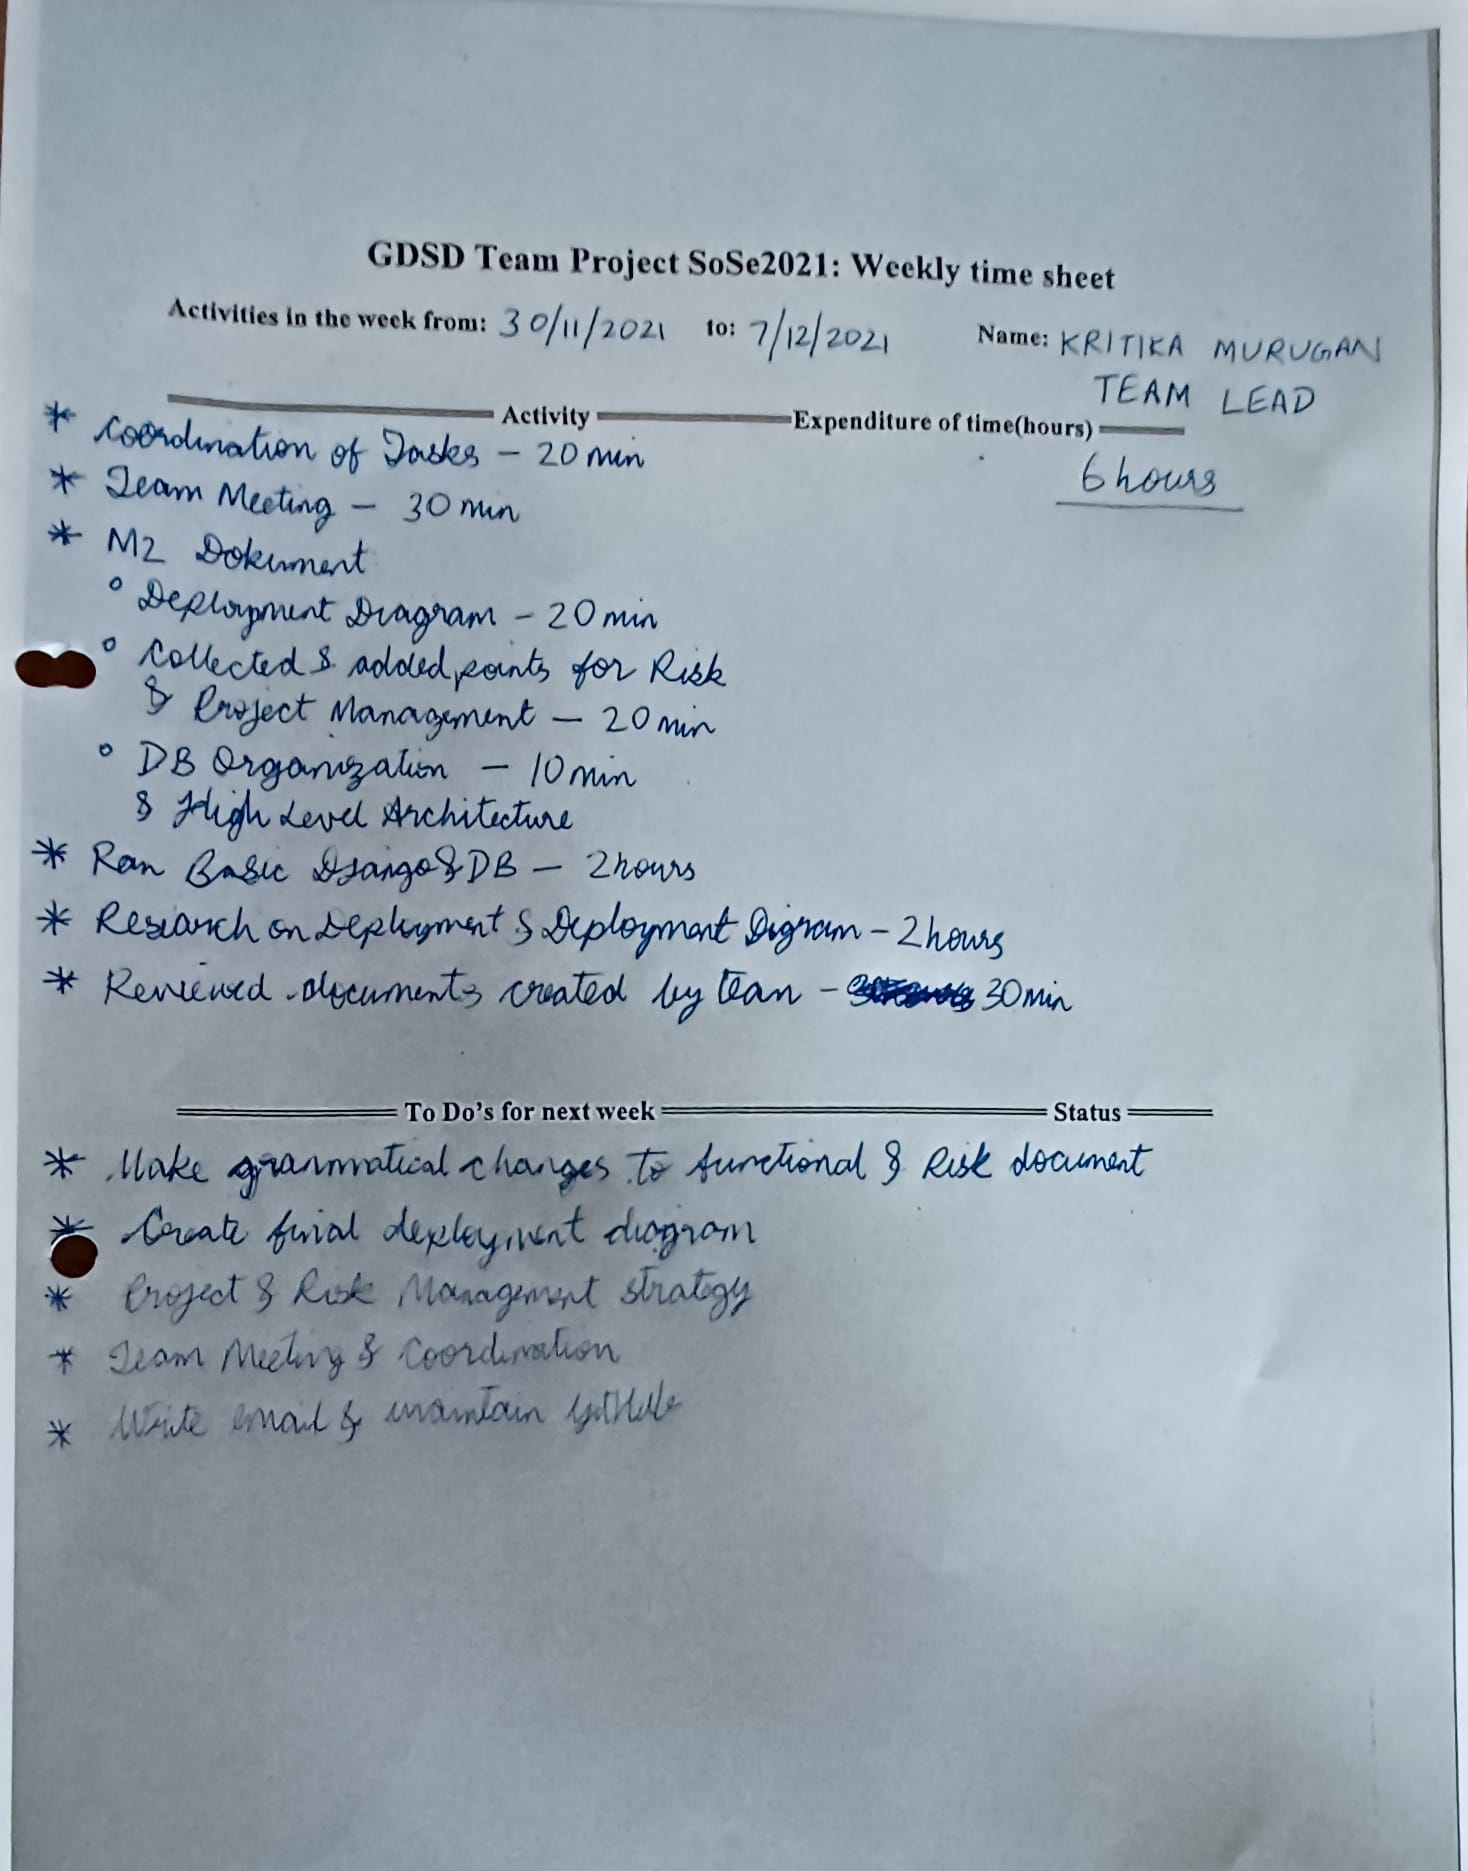 GDSD Team Project SoSe2021: Weekly time sheet
Activities in the week from: 30/11/2021 to: 7/12/2021 Name: KRITIKA MURUGAN
TEAM LEAD
Activity Expenditure of time(hours)
* Coordination of Tasks - 20 min
6 hours
* Team Meeting - 30 min
* M2 Dokument
° Deployment Diagram - 20 min
° Collected & added points for Risk
& Project Management - 20 min
° DB Organization - 10 min
& High Level Architecture
* Ran Basic Django & DB - 2 hours
* Research on Deployment & Deployment Digram - 2 hours
* Reviewed documents created by team - 30 min
To Do's for next week Status
* Make grammatical changes to functional & Risk document
* Create final deployment diagram
* Project & Risk Management strategy
* Team Meeting & Coordination
* Write email & maintain GitHub